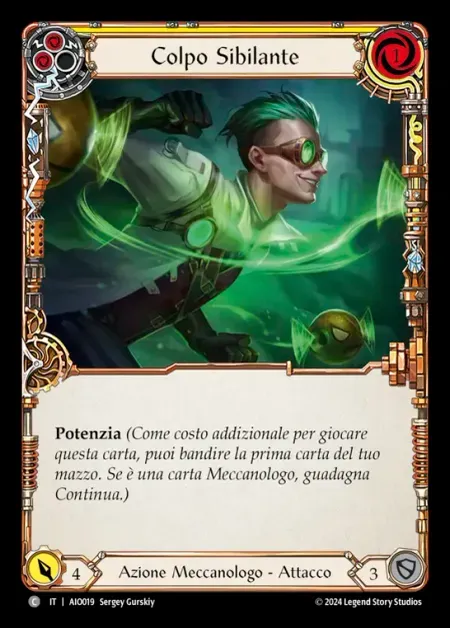 Colpo Sibilante
1
Potenzia (Come costo addizionale per giocare
questa carta, puoi bandire la prima carta del tuo
mazzo. Se è una carta Meccanologo, guadagna
Continua.)
4
Azione Meccanologo - Attacco
3
C IT | AIO019 Sergey Gurskiy
© 2024 Legend Story Studios